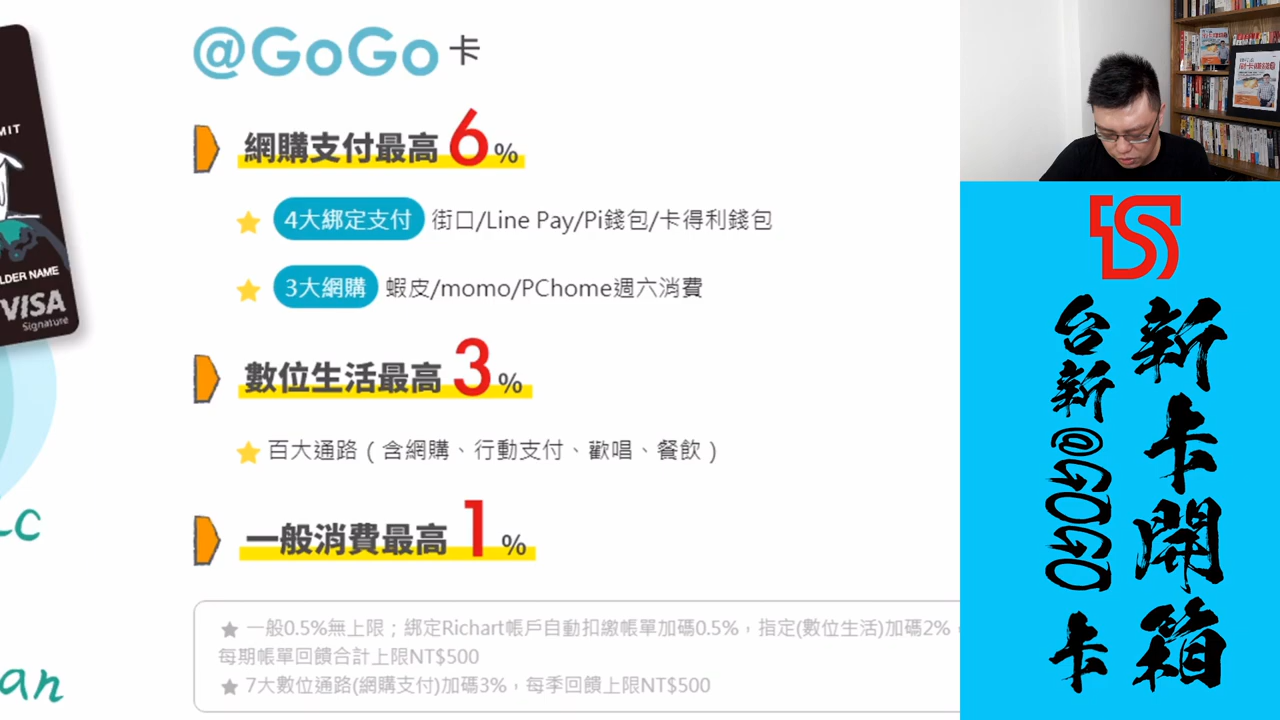 @GoGo卡
網購支付最高6%
4大綁定支付 街口/Line Pay/Pi錢包/卡得利錢包
3大網購 蝦皮/momo/PChome週六消費
數位生活最高3%
百大通路（含網購、行動支付、歡唱、餐飲）
一般消費最高1%
★ 一般0.5%無上限；綁定Richart帳戶自動扣繳帳單加碼0.5%，指定(數位生活)加碼2%，
每期帳單回饋合計上限NT$500
★ 7大數位通路(網購支付)加碼3%，每季回饋上限NT$500
MIT
LDER NAME
VISA
Signature
LC
an
新卡開箱
台新@GOGO卡